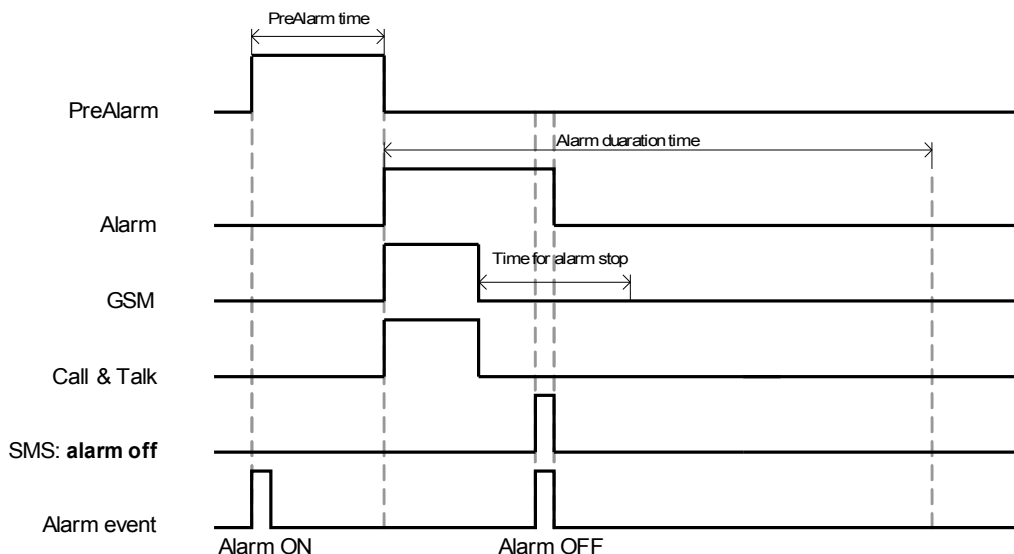 PreAlarm time
PreAlarm
Alarm duaration time
Alarm
Time for alarm stop
GSM
Call & Talk
SMS: alarm off
Alarm event
Alarm ON
Alarm OFF